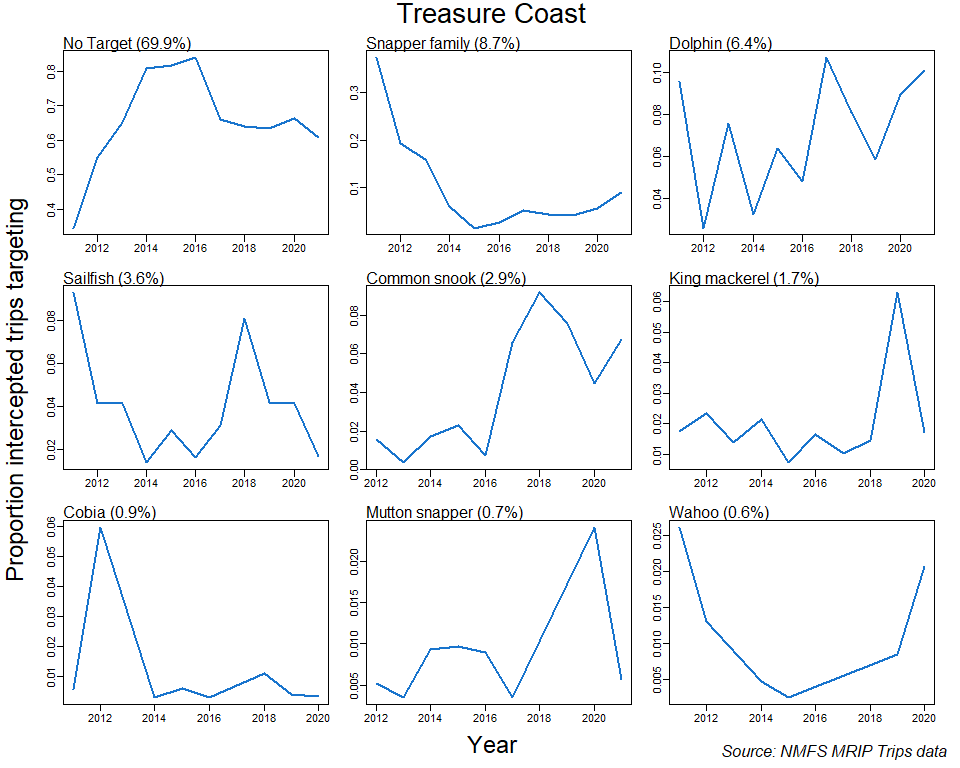 Treasure Coast
Proportion intercepted trips targeting
No Target (69.9%)
0.8
0.7
0.6
0.5
0.4
2012 2014 2016 2018 2020
Snapper family (8.7%)
0.3
0.2
0.1
2012 2014 2016 2018 2020
Dolphin (6.4%)
0.10
0.08
0.06
0.04
2012 2014 2016 2018 2020
Sailfish (3.6%)
0.08
0.06
0.04
0.02
2012 2014 2016 2018 2020
Common snook (2.9%)
0.08
0.06
0.04
0.02
0.00
2012 2014 2016 2018 2020
King mackerel (1.7%)
0.06
0.05
0.04
0.03
0.02
0.01
2012 2014 2016 2018 2020
Cobia (0.9%)
0.06
0.05
0.04
0.03
0.02
0.01
2012 2014 2016 2018 2020
Mutton snapper (0.7%)
0.020
0.015
0.010
0.005
2012 2014 2016 2018 2020
Wahoo (0.6%)
0.025
0.020
0.015
0.010
0.005
2012 2014 2016 2018 2020
Year
Source: NMFS MRIP Trips data